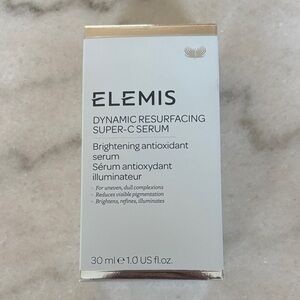 ELEMIS
DYNAMIC RESURFACING
SUPER-C SERUM
Brightening antioxidant
serum
Sérum antioxydant
illuminateur
- For uneven, dull complexions
- Reduces visible pigmentation
- Brightens, refines, illuminates
30 ml e 1.0 US fl.oz.